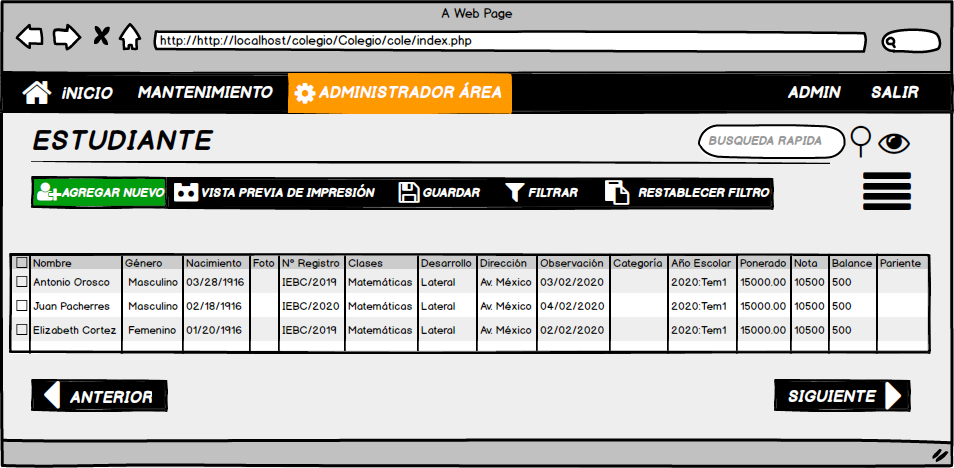 A Web Page
http://http://localhost/colegio/Colegio/cole/index.php
iNICIO MANTENIMIENTO ADMINISTRADOR ÁREA ADMIN SALIR
ESTUDIANTE BUSQUEDA RAPIDA
AGREGAR NUEVO VISTA PREVIA DE IMPRESIÓN GUARDAR FILTRAR RESTABLECER FILTRO
Nombre Género Nacimiento Foto N° Registro Clases Desarrollo Dirección Observación Categoría Año Escolar Ponerado Nota Balance Pariente
Antonio Orosco Masculino 03/28/1916 IEBC/2019 Matemáticas Lateral Av. México 03/02/2020 2020:Tem1 15000.00 10500 500
Juan Pacherres Masculino 02/18/1916 IEBC/2020 Matemáticas Lateral Av. México 04/02/2020 2020:Tem1 15000.00 10500 500
Elizabeth Cortez Femenino 01/20/1916 IEBC/2019 Matemáticas Lateral Av. México 02/02/2020 2020:Tem1 15000.00 10500 500
ANTERIOR SIGUIENTE